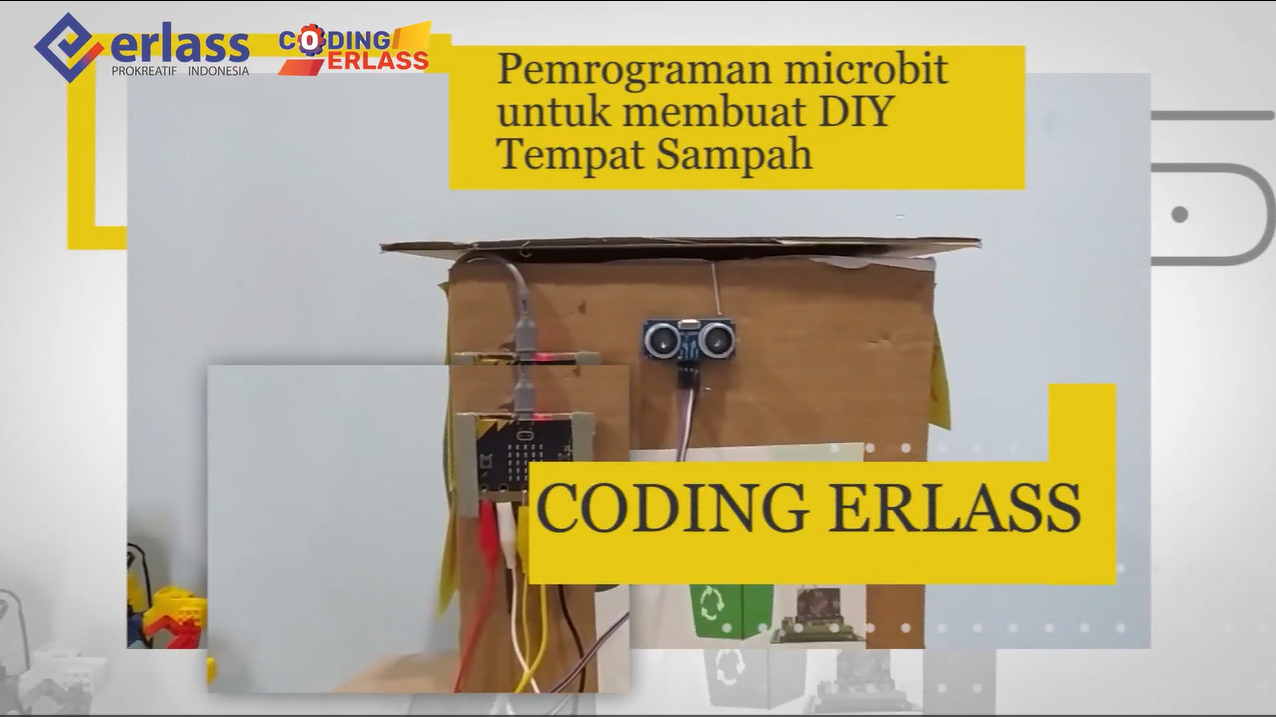 erlass
PROKREATIF INDONESIA
CODING
ERLASS
Pemrograman microbit
untuk membuat DIY
Tempat Sampah
CODING ERLASS